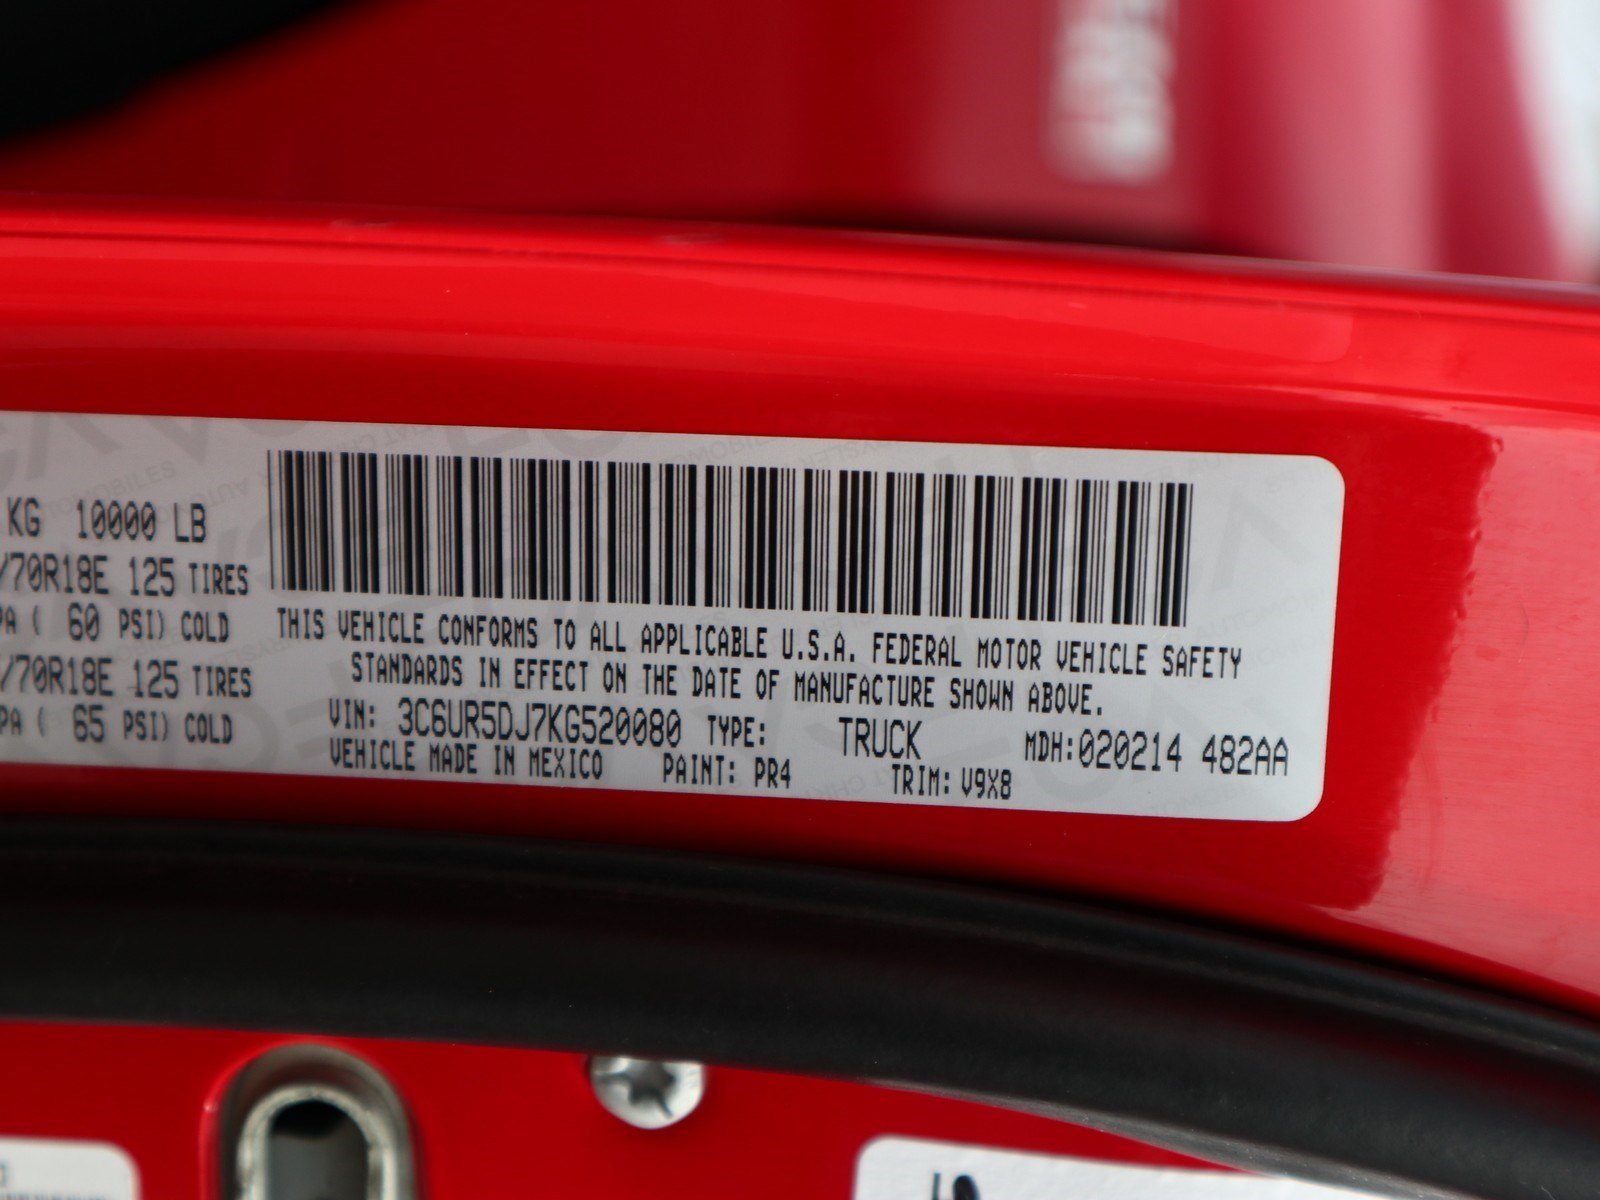 KG 10000 LB
/70R18E 125 TIRES
PA ( 60 PSI) COLD
/70R18E 125 TIRES
PA ( 65 PSI) COLD
THIS VEHICLE CONFORMS TO ALL APPLICABLE U.S.A. FEDERAL MOTOR VEHICLE SAFETY
STANDARDS IN EFFECT ON THE DATE OF MANUFACTURE SHOWN ABOVE.
VIN: 3C6UR5DJ7KG520080 TYPE: TRUCK MDH:020214 482AA
VEHICLE MADE IN MEXICO PAINT: PR4 TRIM: V9X8